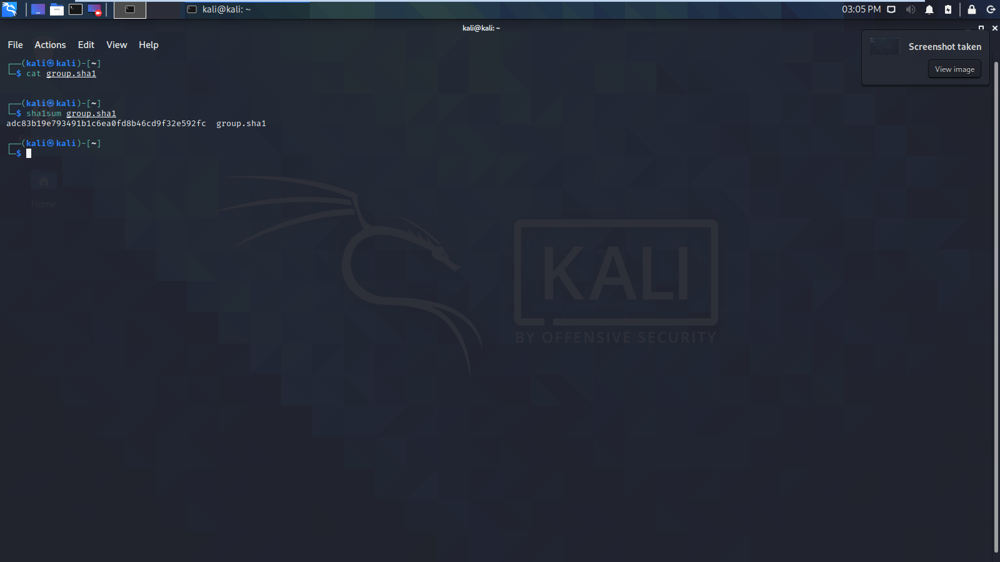 kali@kali: ~
03:05 PM
kali@kali: ~
File Actions Edit View Help
Screenshot taken
View image
┌──(kali㉿kali)-[~]
└─$ cat group.sha1
┌──(kali㉿kali)-[~]
└─$ sha1sum group.sha1
adc83b19e793491b1c6ea0fd8b46cd9f32e592fc  group.sha1
┌──(kali㉿kali)-[~]
└─$
Home
KALI
BY OFFENSIVE SECURITY